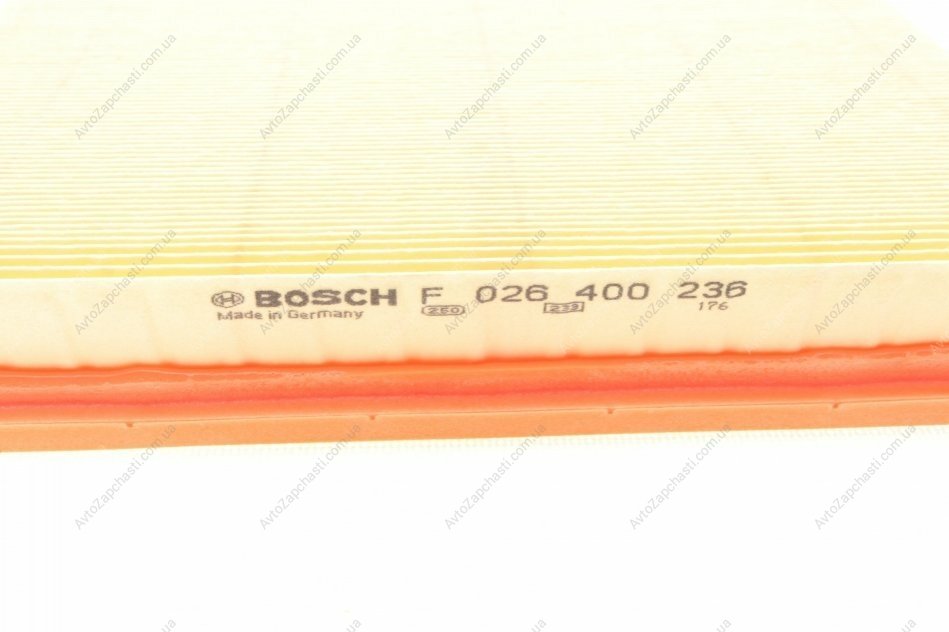 BOSCH F 026 400 236
Made in Germany 176
AvtoZapchasti.com.ua